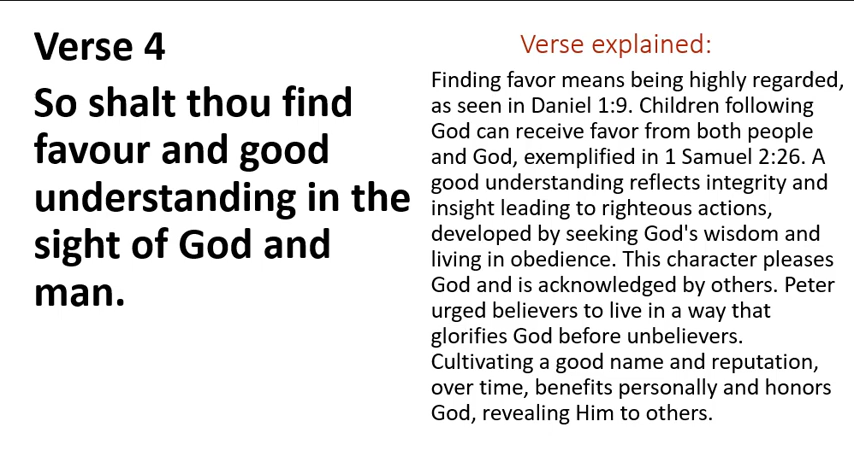 Verse 4
So shalt thou find
favour and good
understanding in the
sight of God and
man.
Verse explained:
Finding favor means being highly regarded,
as seen in Daniel 1:9. Children following
God can receive favor from both people
and God, exemplified in 1 Samuel 2:26. A
good understanding reflects integrity and
insight leading to righteous actions,
developed by seeking God's wisdom and
living in obedience. This character pleases
God and is acknowledged by others. Peter
urged believers to live in a way that
glorifies God before unbelievers.
Cultivating a good name and reputation,
over time, benefits personally and honors
God, revealing Him to others.